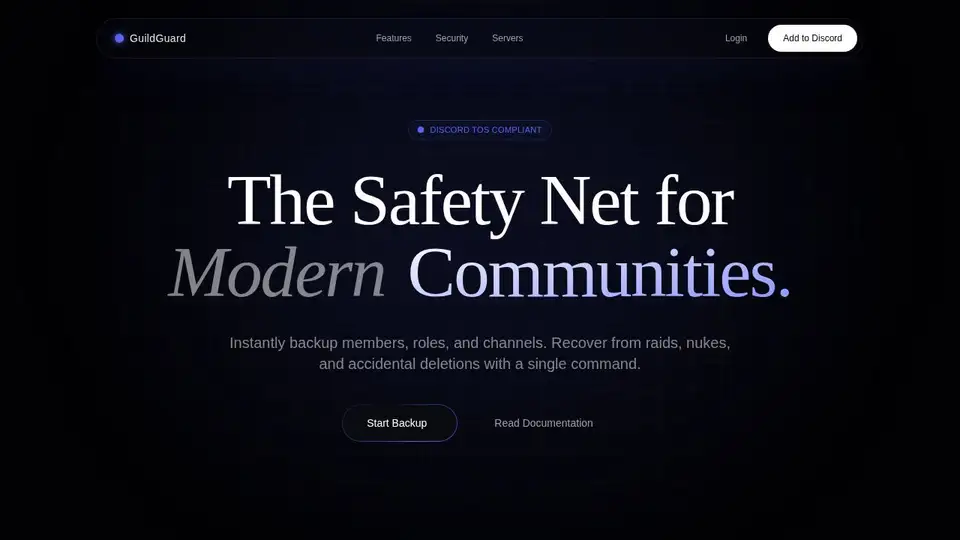 GuildGuard
Features
Security
Servers
Login
Add to Discord
DISCORD TOS COMPLIANT
The Safety Net for
Modern Communities.
Instantly backup members, roles, and channels. Recover from raids, nukes,
and accidental deletions with a single command.
Start Backup
Read Documentation